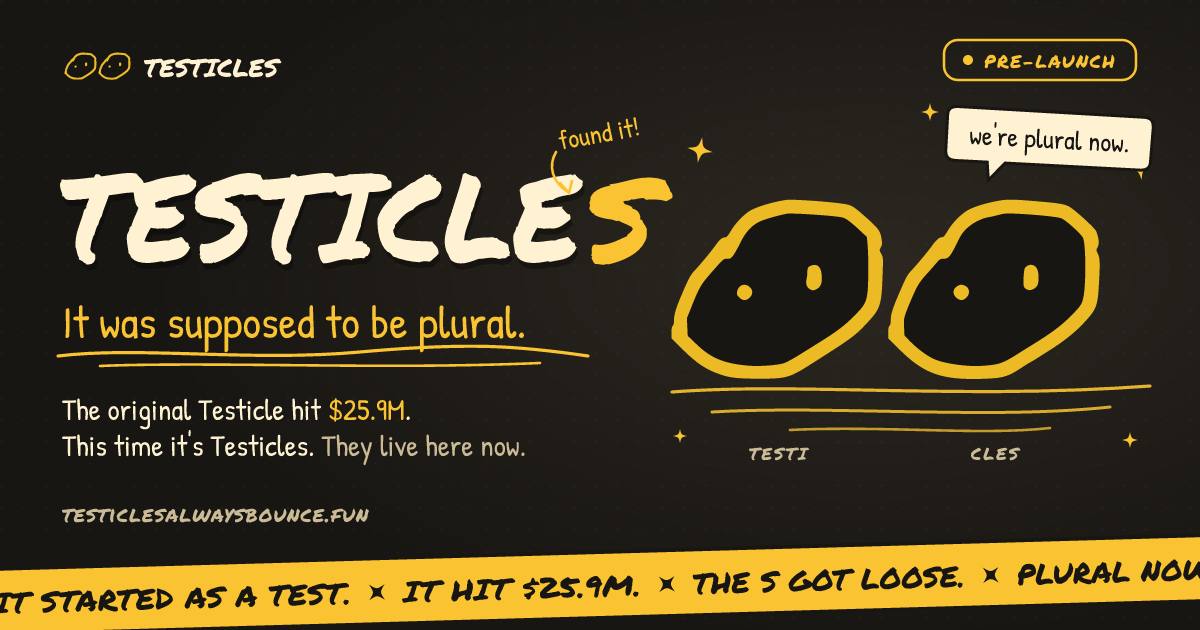 TESTICLES
PRE-LAUNCH
found it!
we're plural now.
TESTICLES
It was supposed to be plural.
The original Testicle hit $25.9M.
This time it's Testicles. They live here now.
TESTI
CLES
TESTICLESALWAYSBOUNCE.FUN
IT STARTED AS A TEST. ✦ IT HIT $25.9M. ✦ THE S GOT LOOSE. ✦ PLURAL NOW